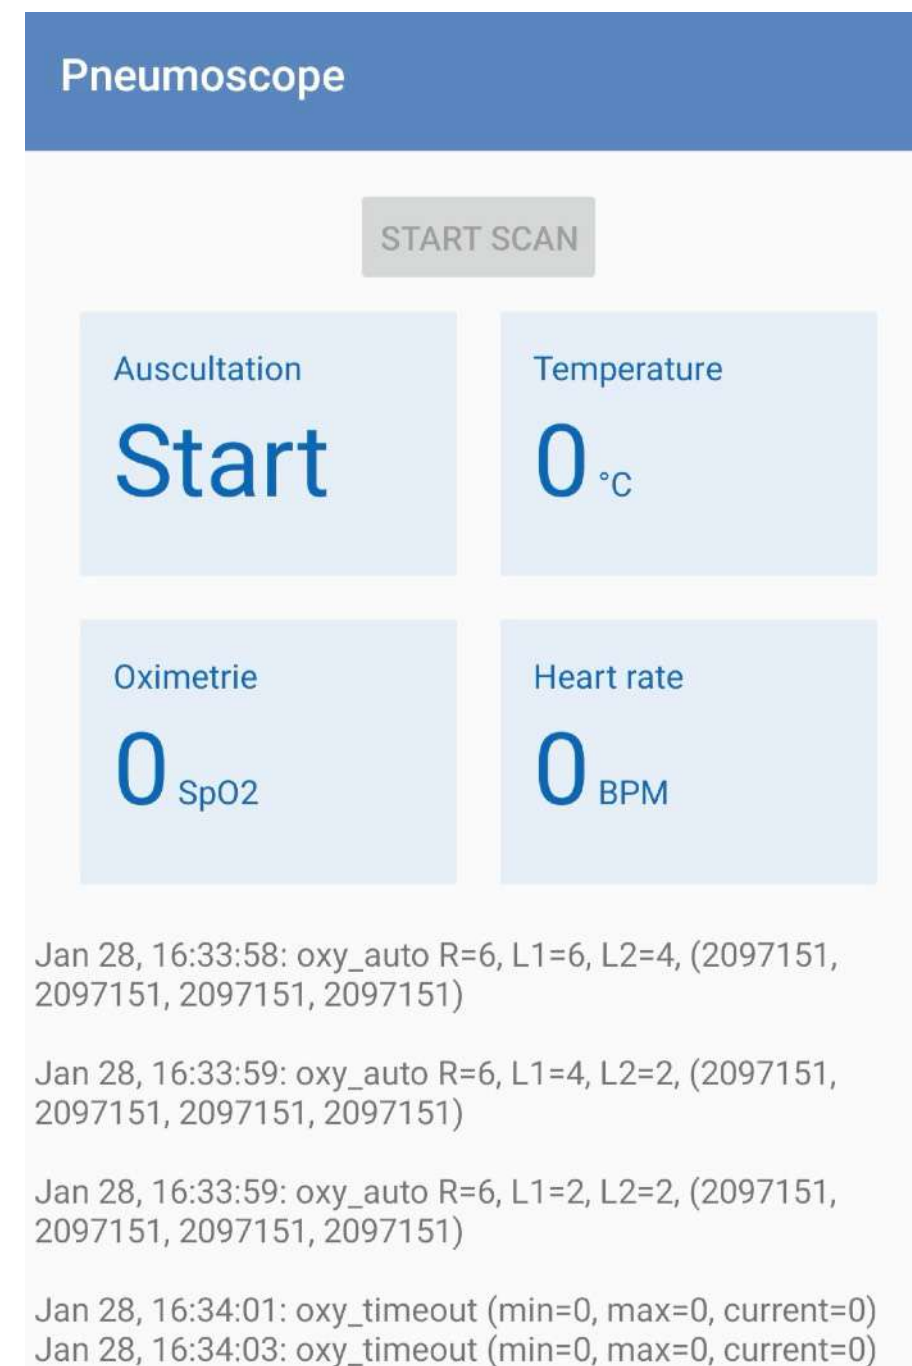 Pneumoscope
START SCAN
Auscultation
Start
Temperature
0 °C
Oximetrie
0 SpO2
Heart rate
0 BPM
Jan 28, 16:33:58: oxy_auto R=6, L1=6, L2=4, (2097151,
2097151, 2097151, 2097151)
Jan 28, 16:33:59: oxy_auto R=6, L1=4, L2=2, (2097151,
2097151, 2097151, 2097151)
Jan 28, 16:33:59: oxy_auto R=6, L1=2, L2=2, (2097151,
2097151, 2097151, 2097151)
Jan 28, 16:34:01: oxy_timeout (min=0, max=0, current=0)
Jan 28, 16:34:03: oxy_timeout (min=0, max=0, current=0)